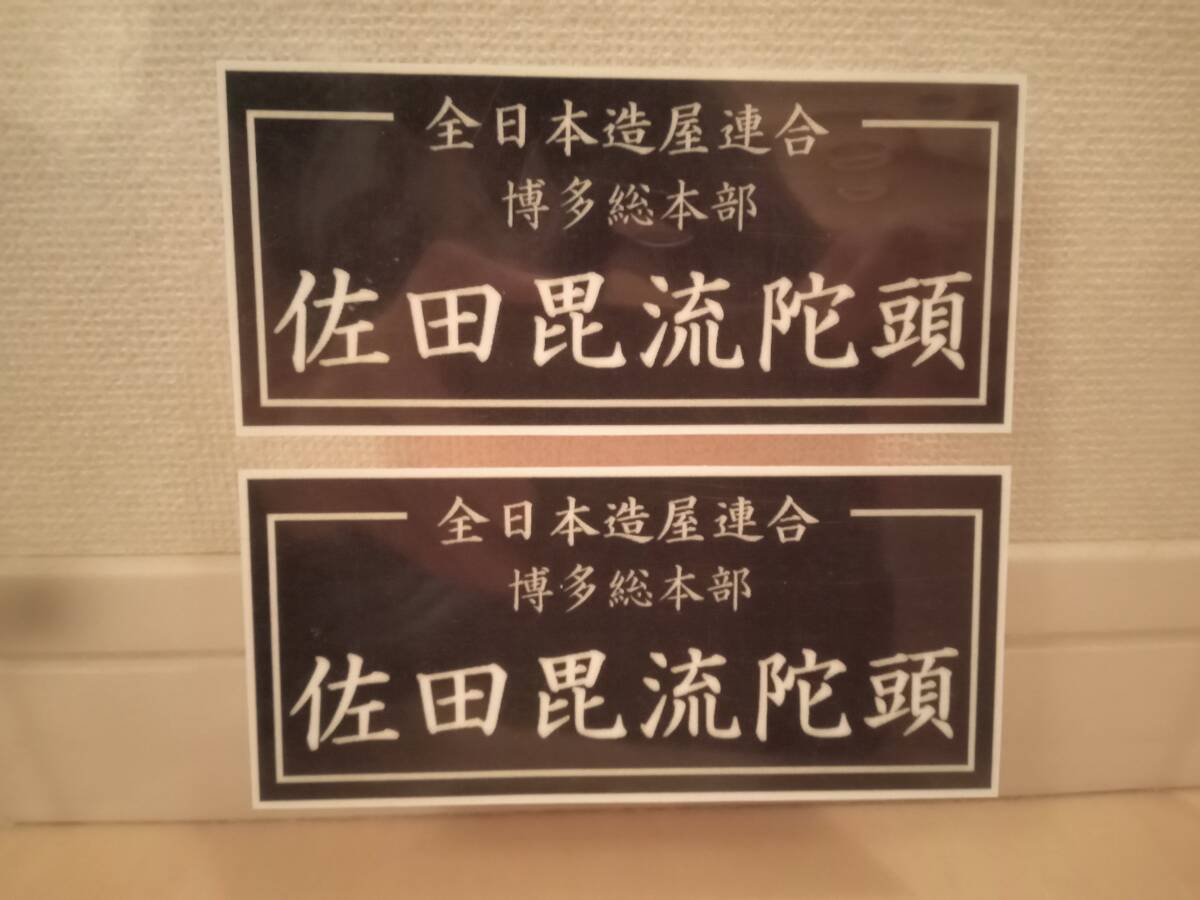 全日本造屋連合
博多総本部
佐田毘流陀頭
全日本造屋連合
博多総本部
佐田毘流陀頭